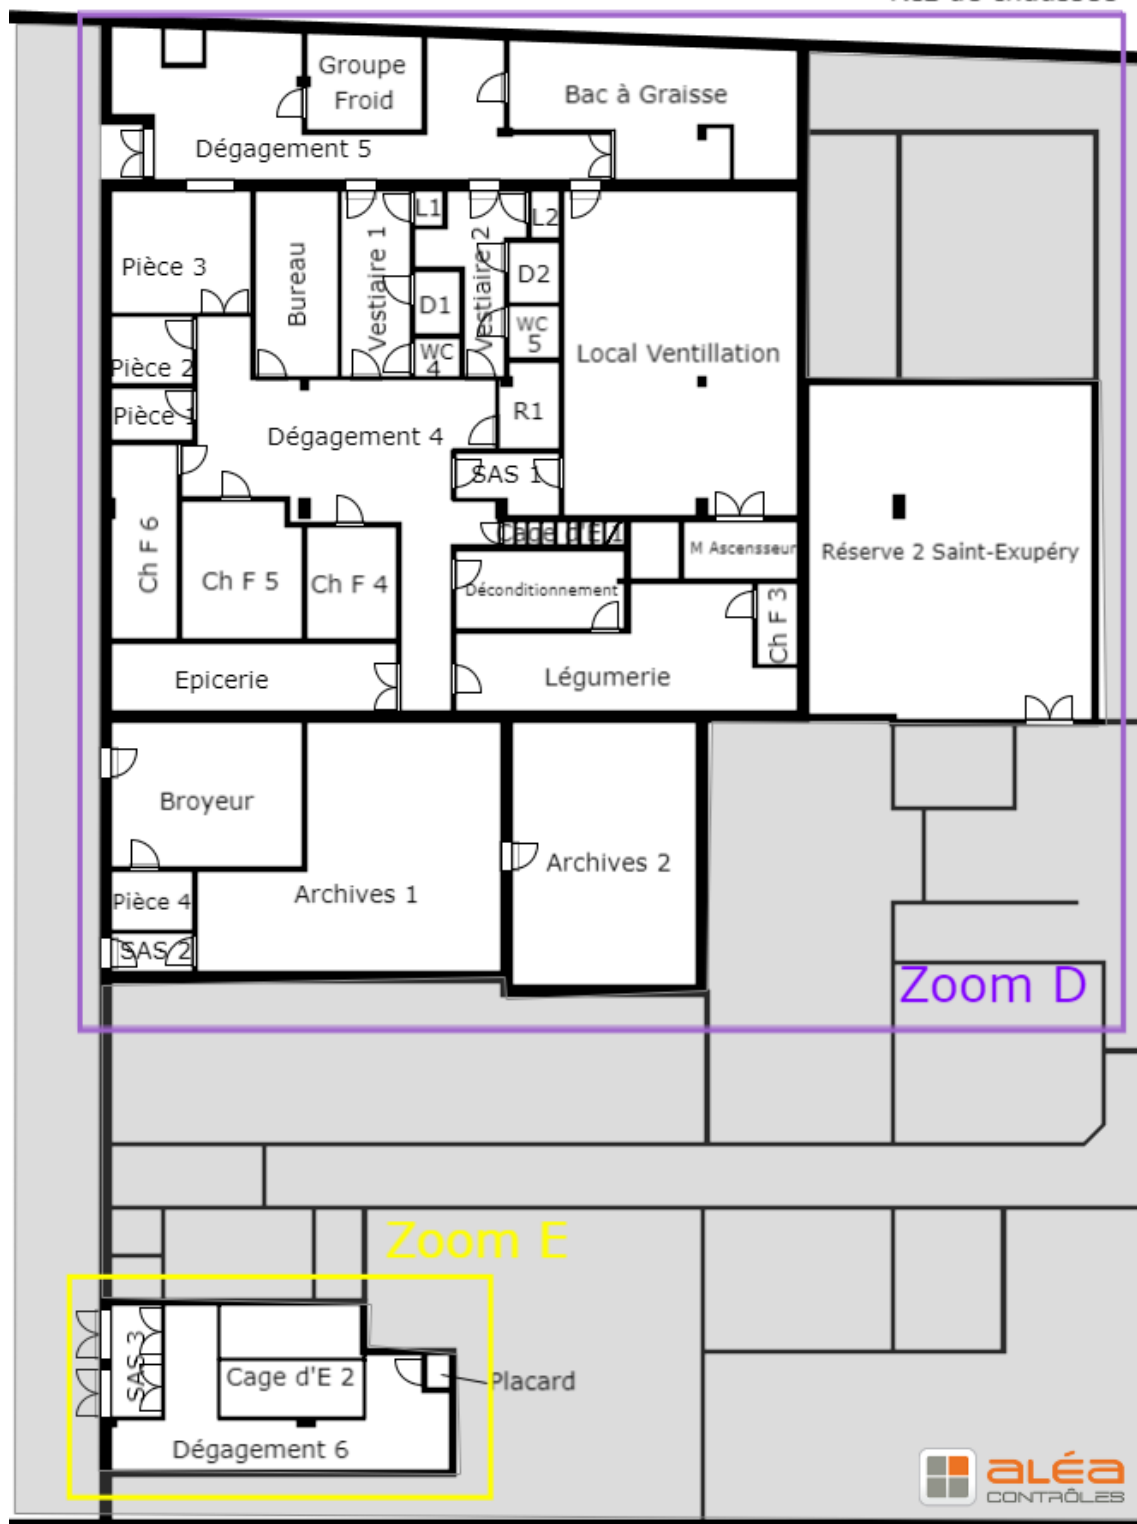 Groupe
Froid
Bac à Graisse
Dégagement 5
L1
L2
Pièce 3
Bureau
Vestiaire 1
Vestiaire 2
D2
D1
WC
5
WC
4
Pièce 2
Local Ventillation
Pièce 1
R1
Dégagement 4
SAS 1
Cage d'E 1
Ch F 6
Ch F 5
Ch F 4
M Ascensseur
Réserve 2 Saint-Exupéry
Déconditionnement
Ch F 3
Epicerie
Légumerie
Broyeur
Archives 2
Archives 1
Pièce 4
SAS 2
Zoom D
Zoom E
SAS 3
Cage d'E 2
Placard
Dégagement 6
aLéa
CONTRÔLES